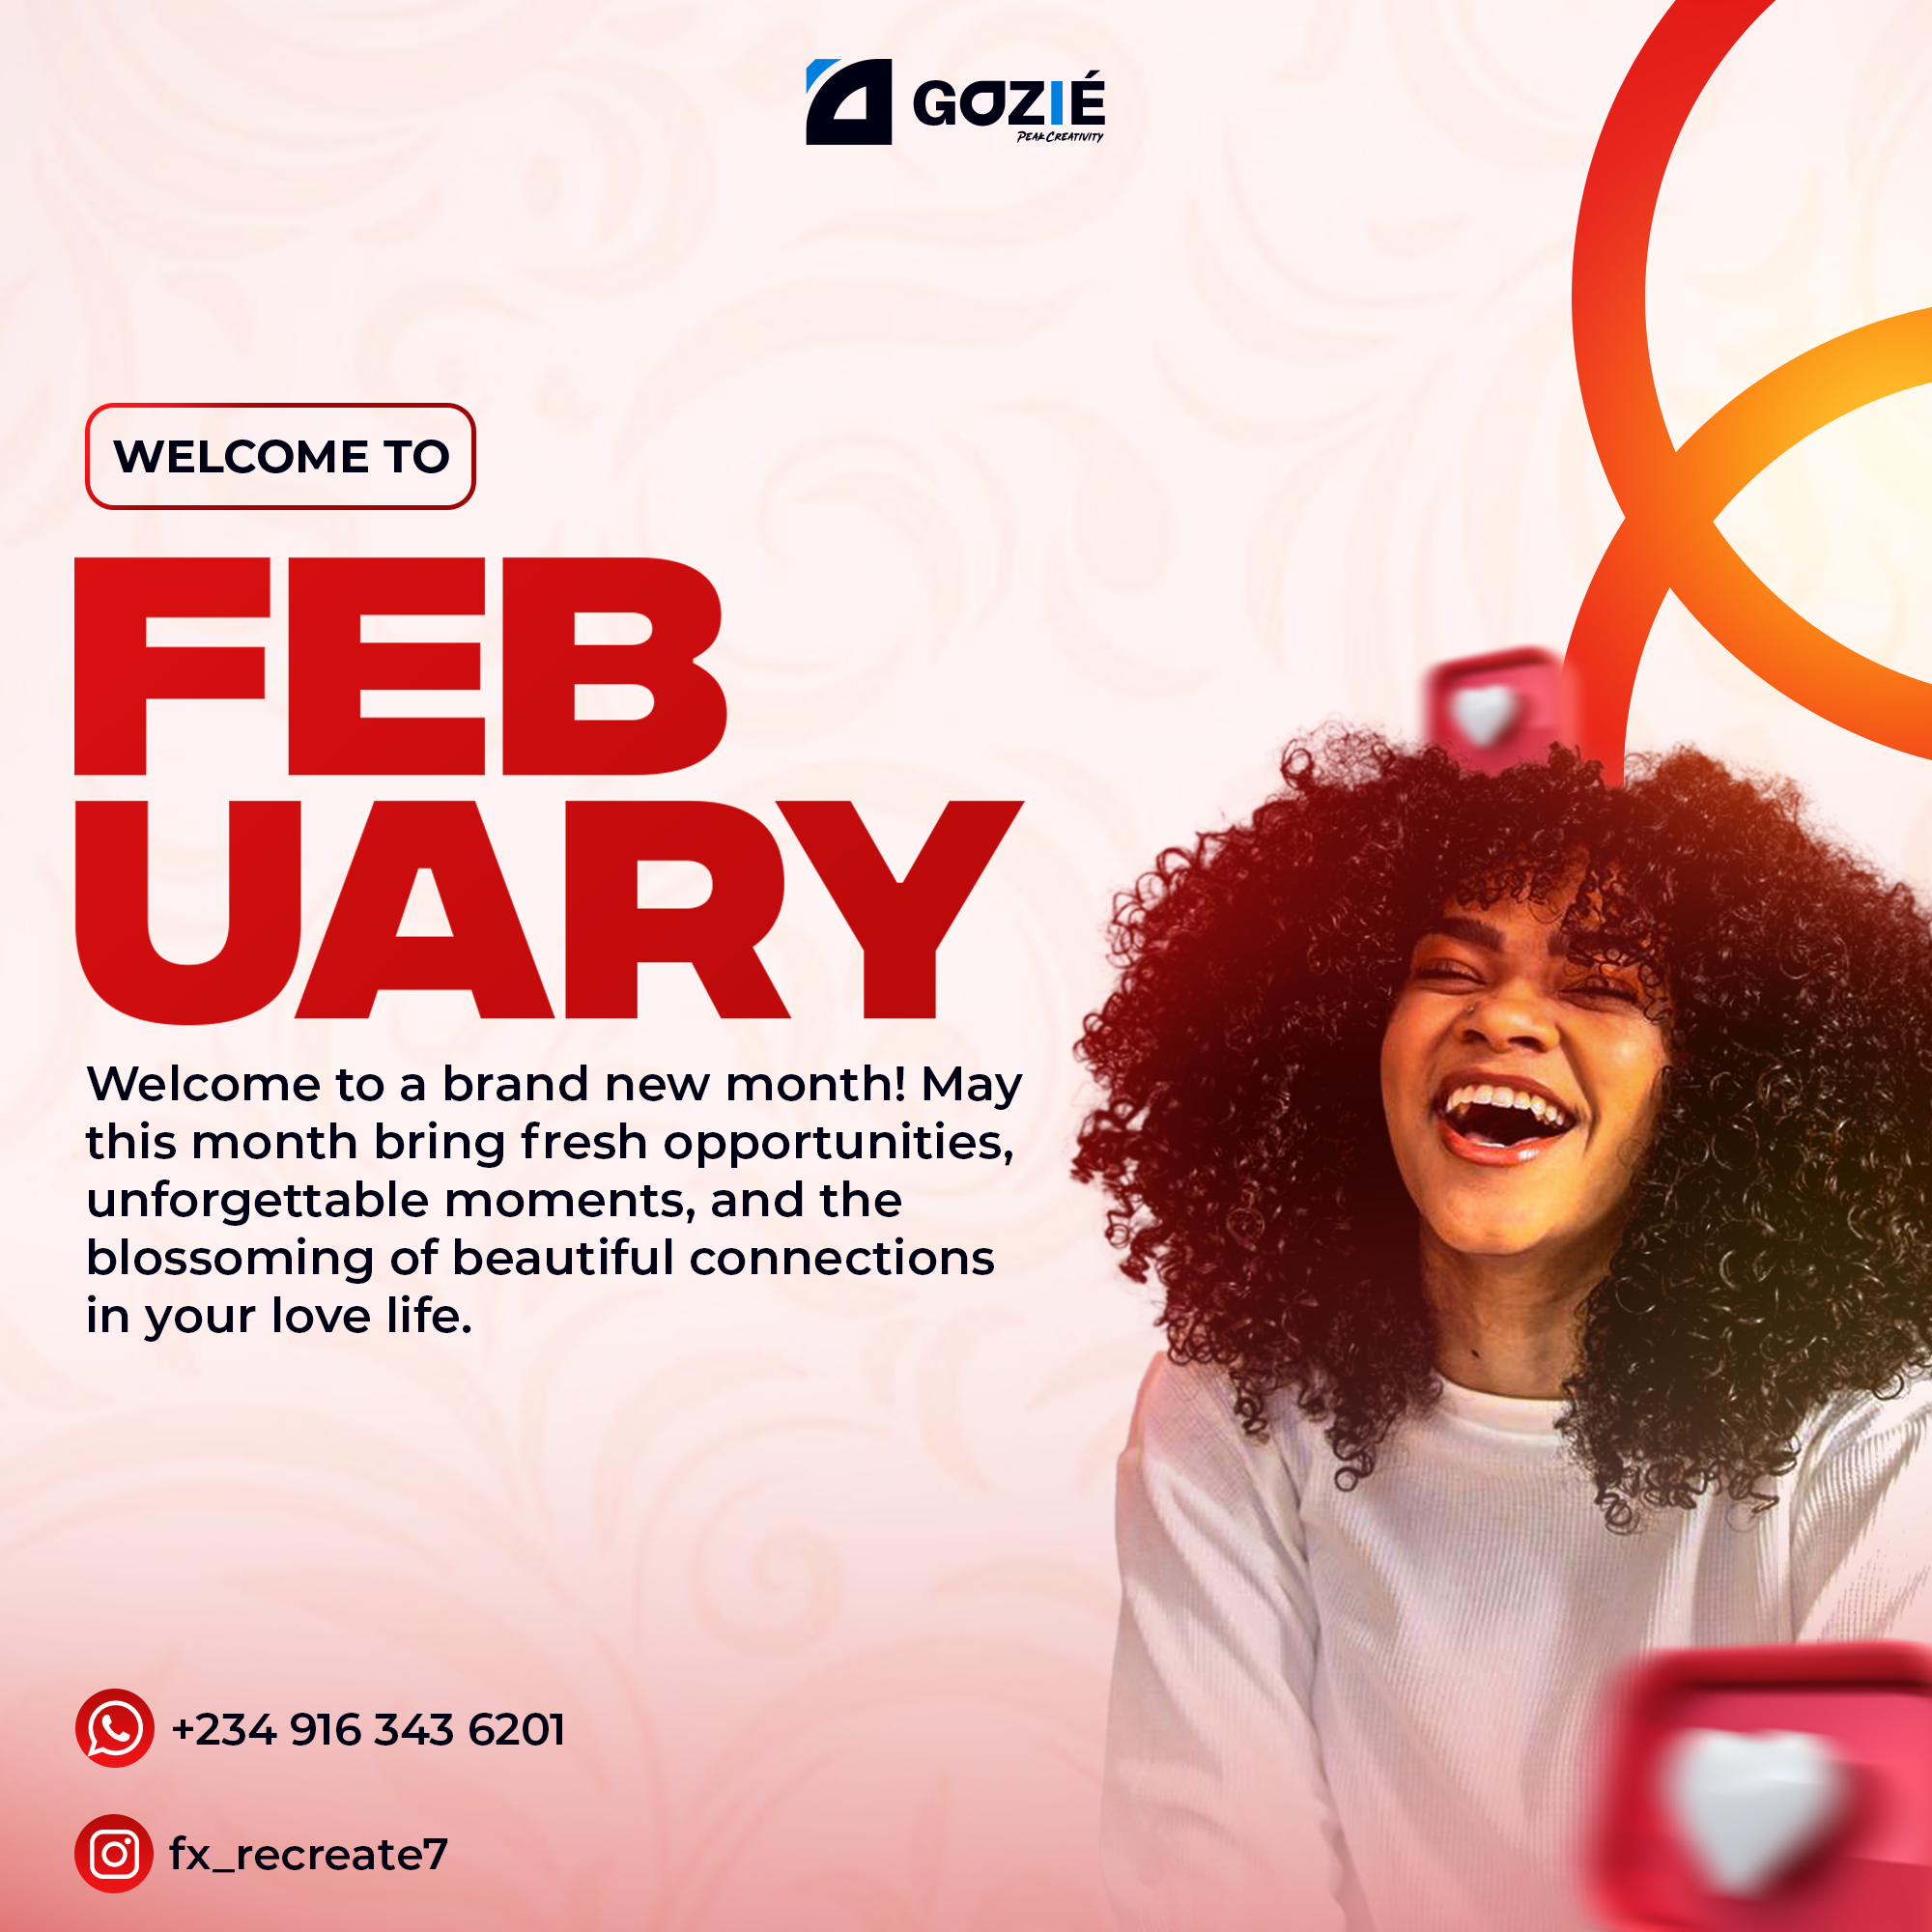 GOZIÉ
PEAK CREATIVITY
WELCOME TO
FEB
UARY
Welcome to a brand new month! May
this month bring fresh opportunities,
unforgettable moments, and the
blossoming of beautiful connections
in your love life.
+234 916 343 6201
fx_recreate7